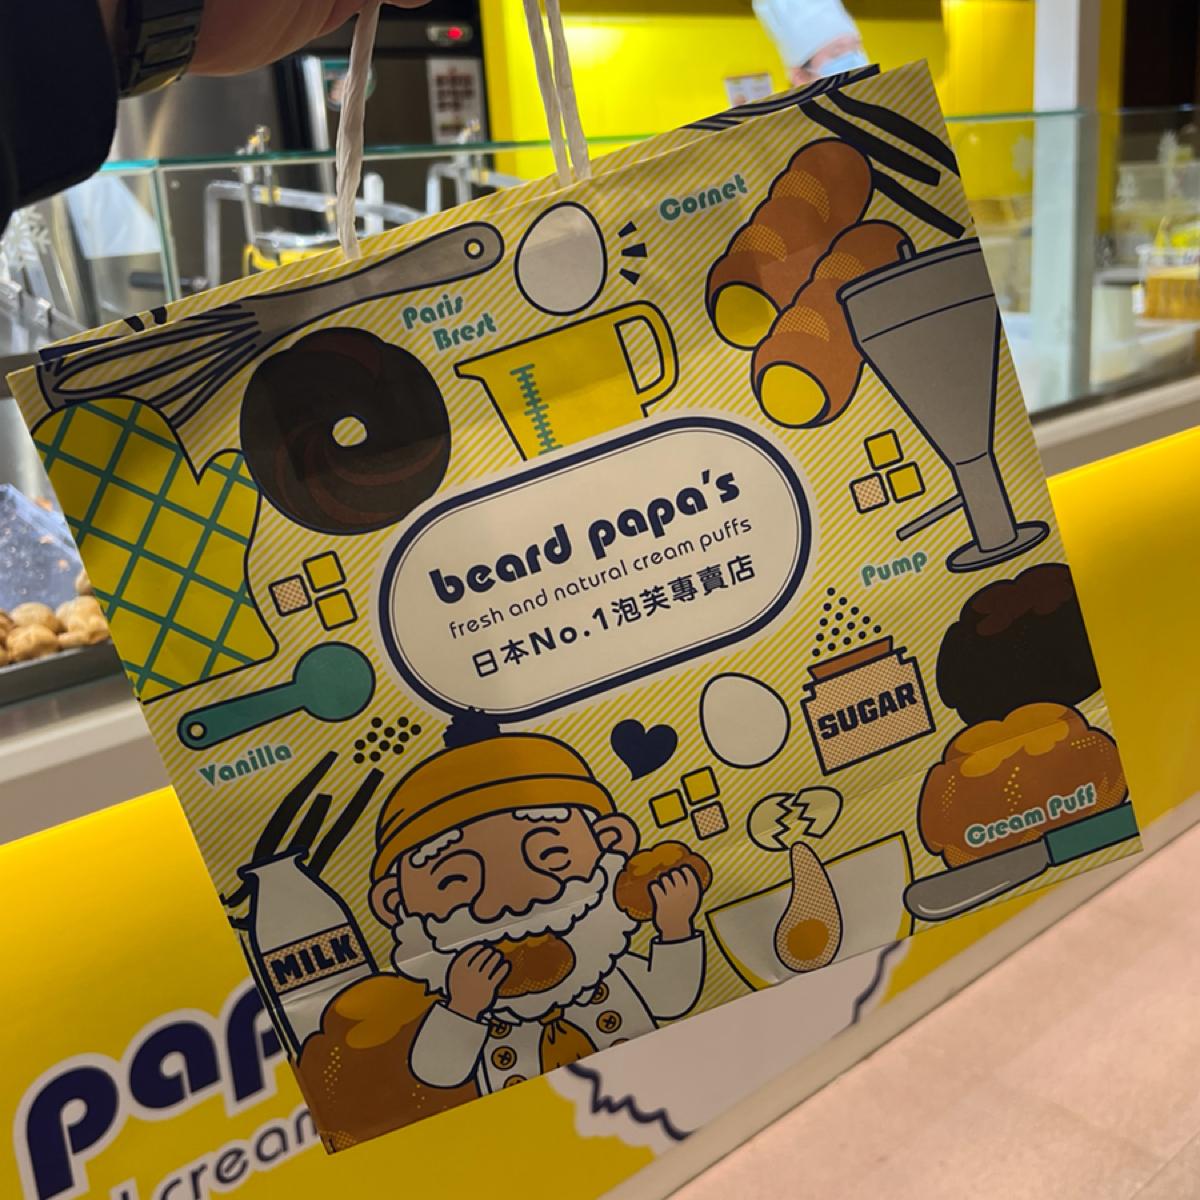 Cornet
Paris
Brest
beard papa's
fresh and natural cream puffs
日本No.1泡芙專賣店
Pump
SUGAR
Vanilla
Cream Puff
MILK
pap
cream